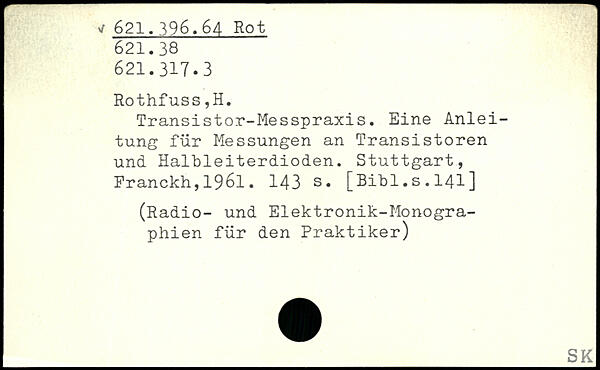 v 621.396.64 Rot
621.38
621.317.3
Rothfuss,H.
Transistor-Messpraxis. Eine Anlei-
tung für Messungen an Transistoren
und Halbleiterdioden. Stuttgart,
Franckh,1961. 143 s. [Bibl.s.141]
(Radio- und Elektronik-Monogra-
phien für den Praktiker)
SK